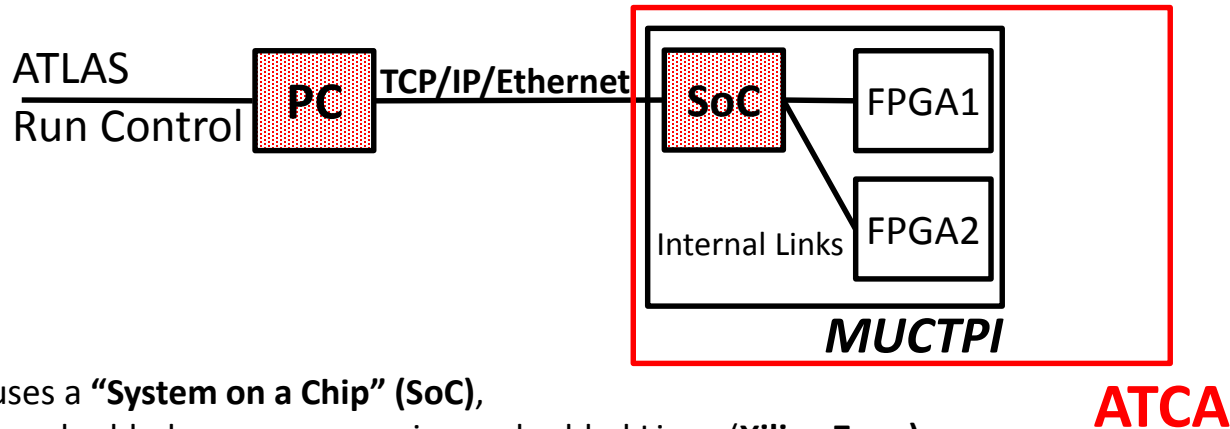 ATLAS
Run Control
PC
TCP/IP/Ethernet
SoC
FPGA1
FPGA2
Internal Links
MUCTPI
ATCA
uses a “System on a Chip” (SoC),